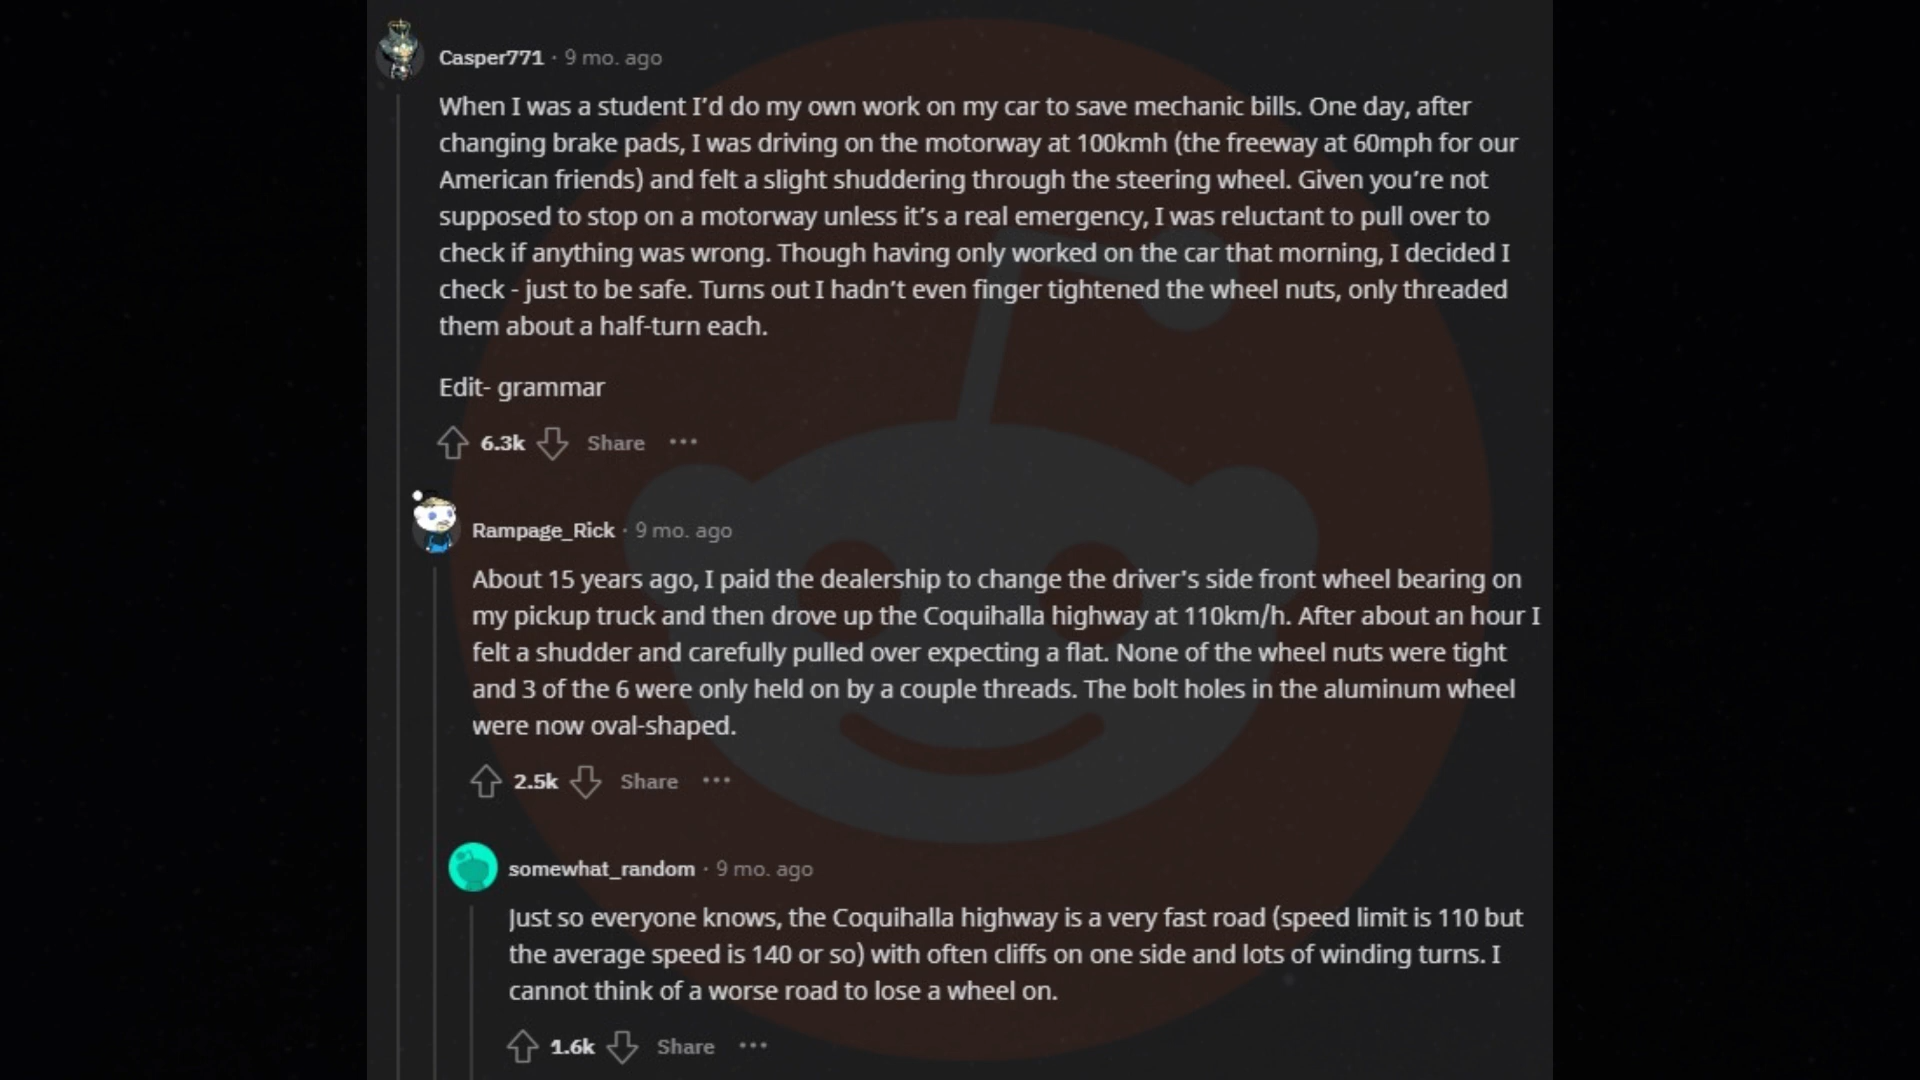 Casper771 · 9 mo. ago
When I was a student I’d do my own work on my car to save mechanic bills. One day, after
changing brake pads, I was driving on the motorway at 100kmh (the freeway at 60mph for our
American friends) and felt a slight shuddering through the steering wheel. Given you’re not
supposed to stop on a motorway unless it’s a real emergency, I was reluctant to pull over to
check if anything was wrong. Though having only worked on the car that morning, I decided I
check - just to be safe. Turns out I hadn’t even finger tightened the wheel nuts, only threaded
them about a half-turn each.
Edit- grammar
6.3k Share ···
Rampage_Rick · 9 mo. ago
About 15 years ago, I paid the dealership to change the driver's side front wheel bearing on
my pickup truck and then drove up the Coquihalla highway at 110km/h. After about an hour I
felt a shudder and carefully pulled over expecting a flat. None of the wheel nuts were tight
and 3 of the 6 were only held on by a couple threads. The bolt holes in the aluminum wheel
were now oval-shaped.
2.5k Share ···
somewhat_random · 9 mo. ago
Just so everyone knows, the Coquihalla highway is a very fast road (speed limit is 110 but
the average speed is 140 or so) with often cliffs on one side and lots of winding turns. I
cannot think of a worse road to lose a wheel on.
1.6k Share ···